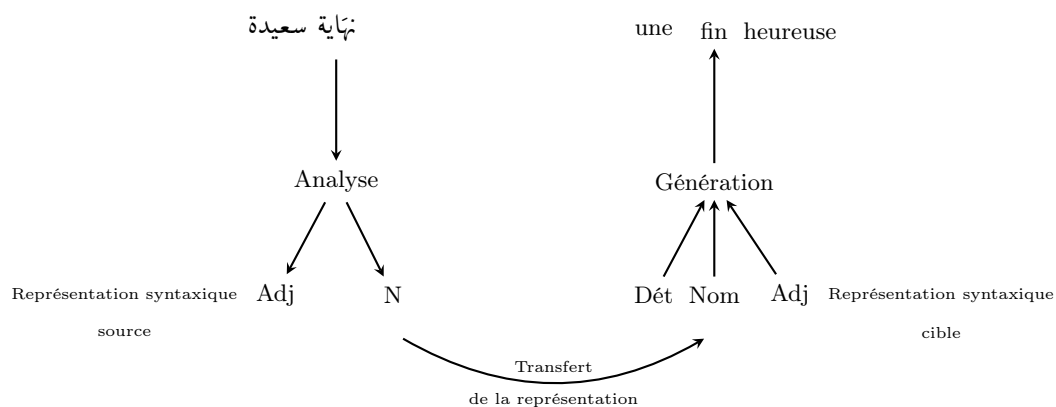 نهَاية سعيدة
une fin heureuse
Analyse
Génération
Représentation syntaxique
source
Adj N
Dét Nom Adj
Représentation syntaxique
cible
Transfert
de la représentation